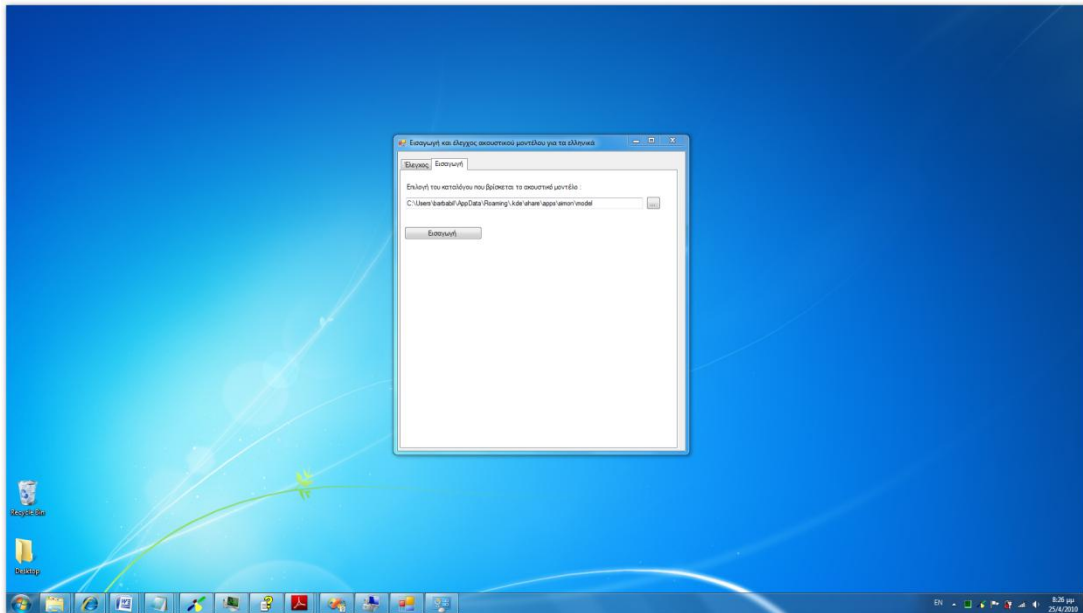 Εισαγωγή και έλεγχος ακουστικού μοντέλου για τα ελληνικά
Έλεγχος Εισαγωγή
Επιλογή του καταλόγου που βρίσκεται το ακουστικό μοντέλο :
C:\Users\barbabil\AppData\Roaming\.kde\share\apps\simon\model
...
Εισαγωγή
Recycle Bin
Desktop
EN
8:26 μμ
25/4/2010